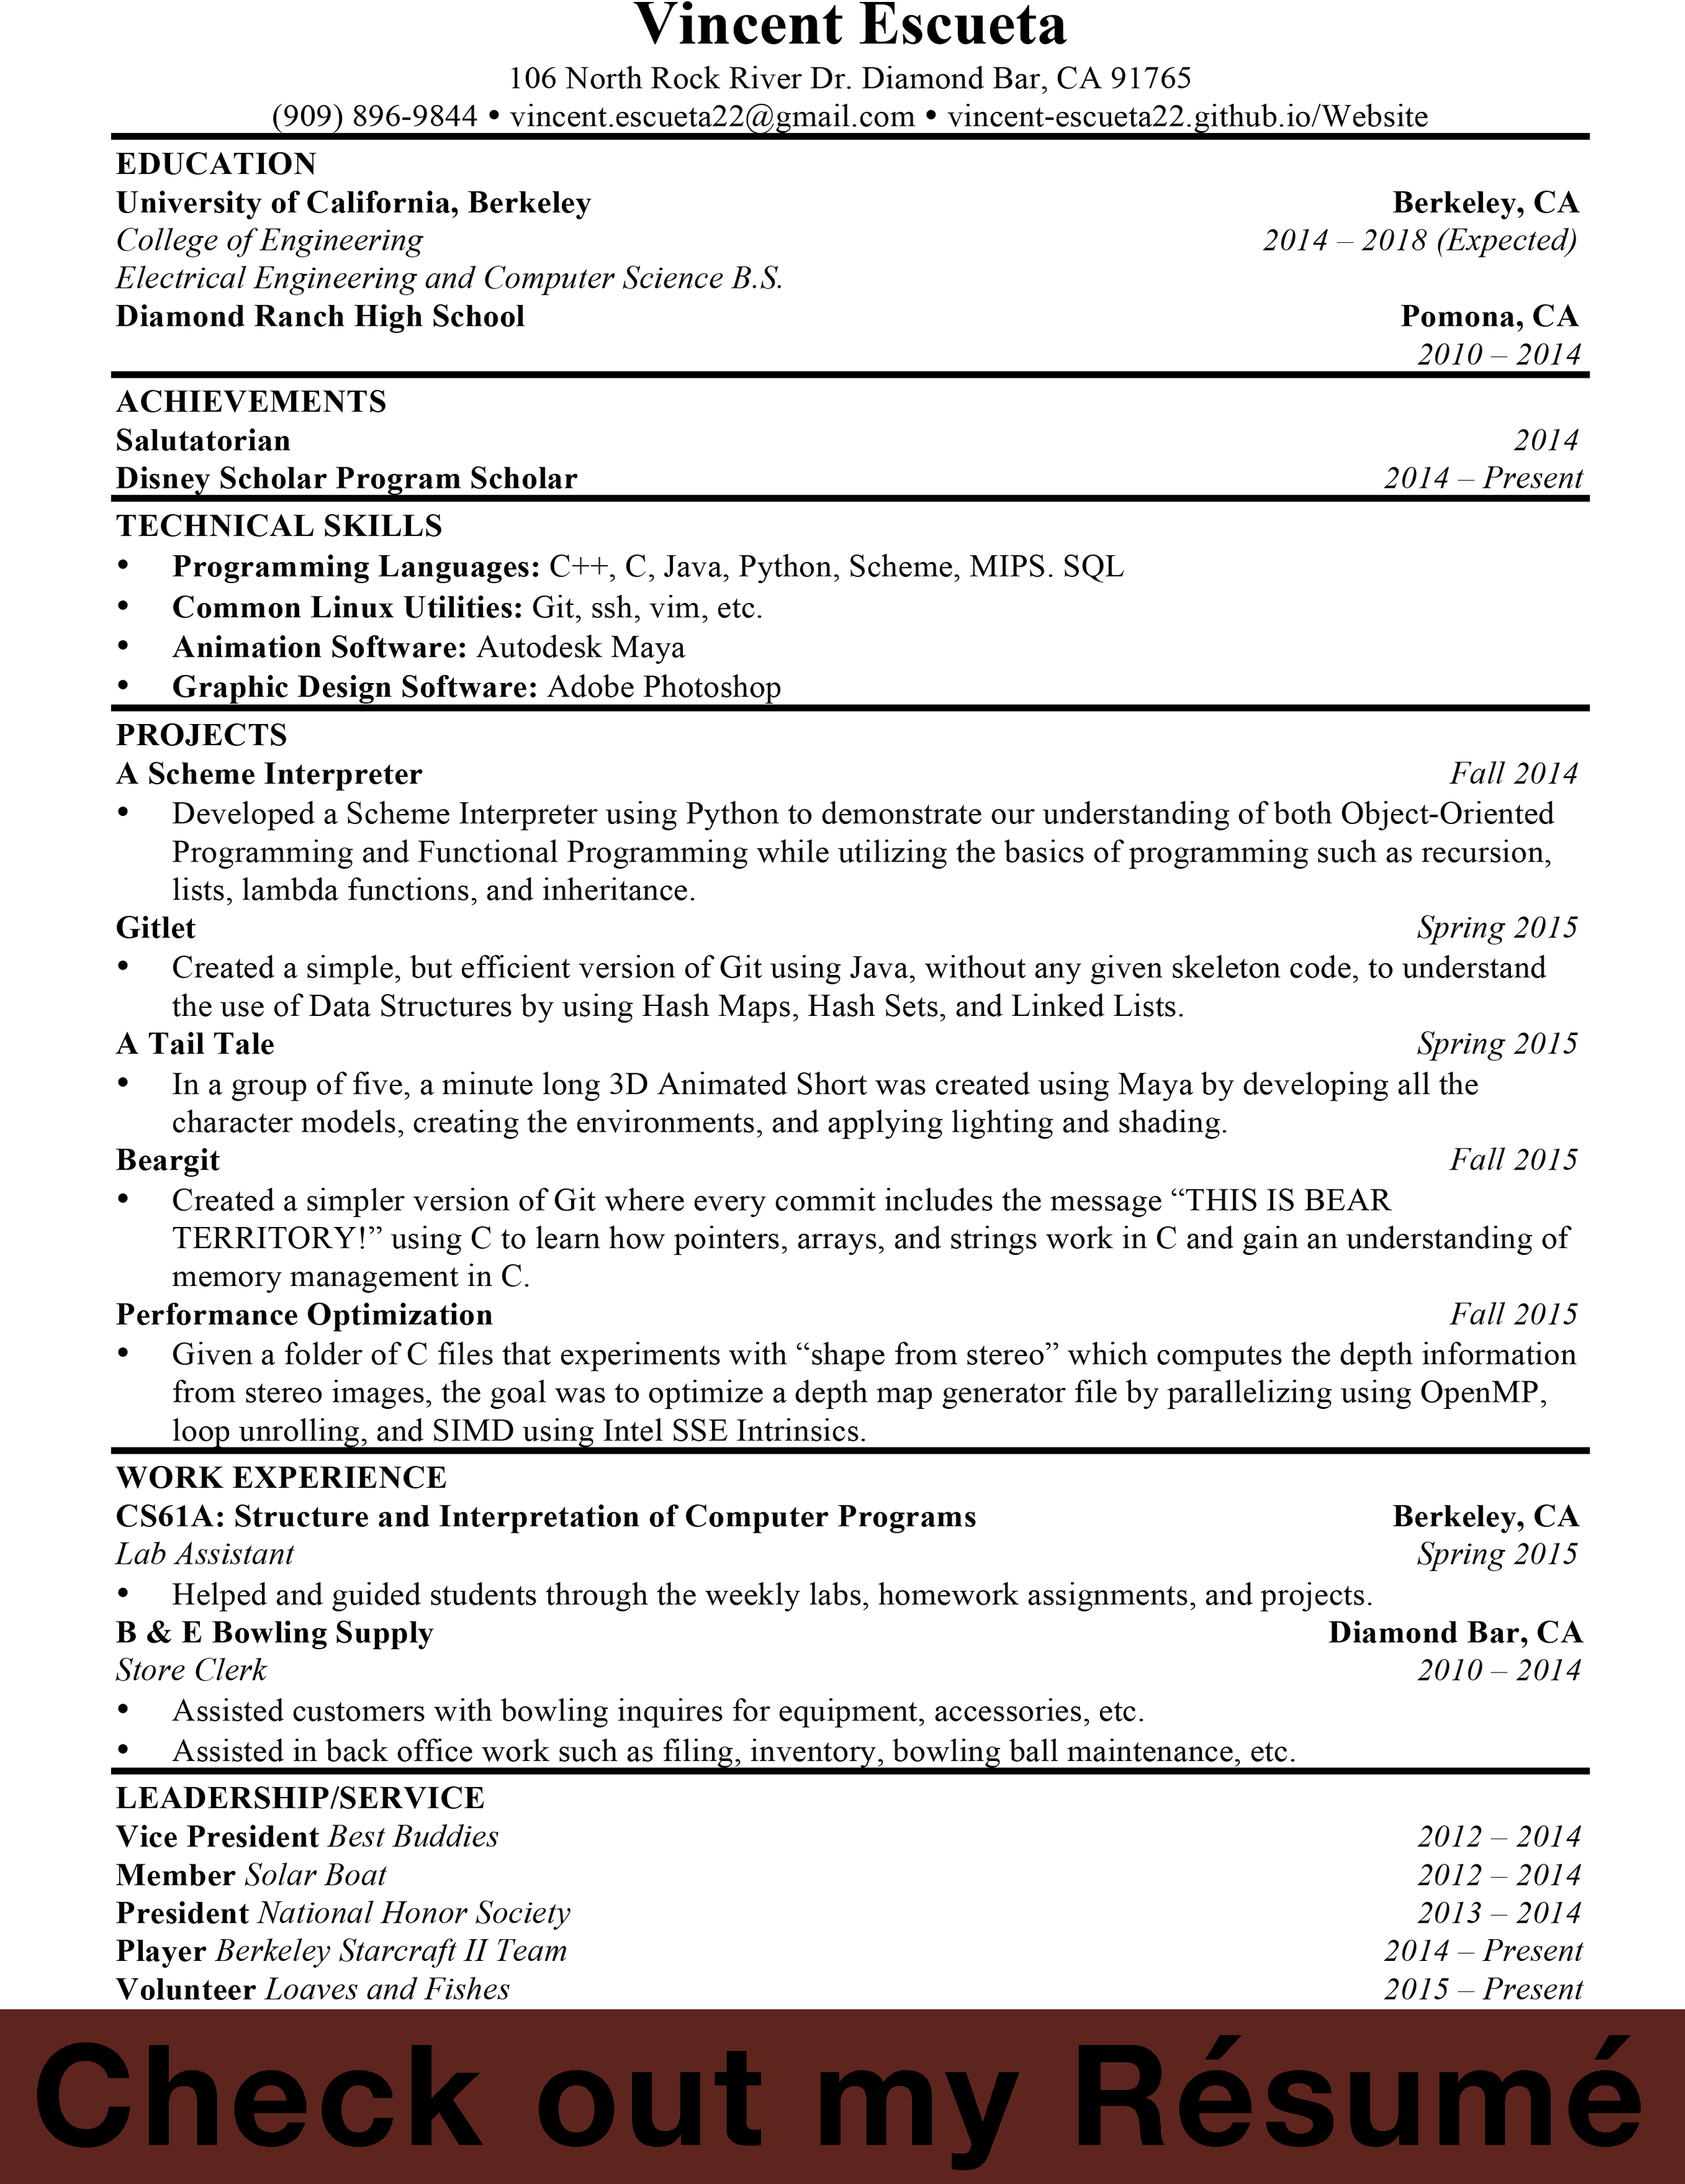 Vincent Escueta
106 North Rock River Dr. Diamond Bar, CA 91765
(909) 896-9844 • vincent.escueta22@gmail.com • vincent-escueta22.github.io/Website
EDUCATION
University of California, Berkeley Berkeley, CA
College of Engineering 2014 – 2018 (Expected)
Electrical Engineering and Computer Science B.S.
Diamond Ranch High School Pomona, CA
2010 – 2014
ACHIEVEMENTS
Salutatorian 2014
Disney Scholar Program Scholar 2014 – Present
TECHNICAL SKILLS
• Programming Languages: C++, C, Java, Python, Scheme, MIPS. SQL
• Common Linux Utilities: Git, ssh, vim, etc.
• Animation Software: Autodesk Maya
• Graphic Design Software: Adobe Photoshop
PROJECTS
A Scheme Interpreter Fall 2014
• Developed a Scheme Interpreter using Python to demonstrate our understanding of both Object-Oriented
Programming and Functional Programming while utilizing the basics of programming such as recursion,
lists, lambda functions, and inheritance.
Gitlet Spring 2015
• Created a simple, but efficient version of Git using Java, without any given skeleton code, to understand
the use of Data Structures by using Hash Maps, Hash Sets, and Linked Lists.
A Tail Tale Spring 2015
• In a group of five, a minute long 3D Animated Short was created using Maya by developing all the
character models, creating the environments, and applying lighting and shading.
Beargit Fall 2015
• Created a simpler version of Git where every commit includes the message “THIS IS BEAR
TERRITORY!” using C to learn how pointers, arrays, and strings work in C and gain an understanding of
memory management in C.
Performance Optimization Fall 2015
• Given a folder of C files that experiments with “shape from stereo” which computes the depth information
from stereo images, the goal was to optimize a depth map generator file by parallelizing using OpenMP,
loop unrolling, and SIMD using Intel SSE Intrinsics.
WORK EXPERIENCE
CS61A: Structure and Interpretation of Computer Programs Berkeley, CA
Lab Assistant Spring 2015
• Helped and guided students through the weekly labs, homework assignments, and projects.
B & E Bowling Supply Diamond Bar, CA
Store Clerk 2010 – 2014
• Assisted customers with bowling inquires for equipment, accessories, etc.
• Assisted in back office work such as filing, inventory, bowling ball maintenance, etc.
LEADERSHIP/SERVICE
Vice President Best Buddies 2012 – 2014
Member Solar Boat 2012 – 2014
President National Honor Society 2013 – 2014
Player Berkeley Starcraft II Team 2014 – Present
Volunteer Loaves and Fishes 2015 – Present
Check out my Résumé